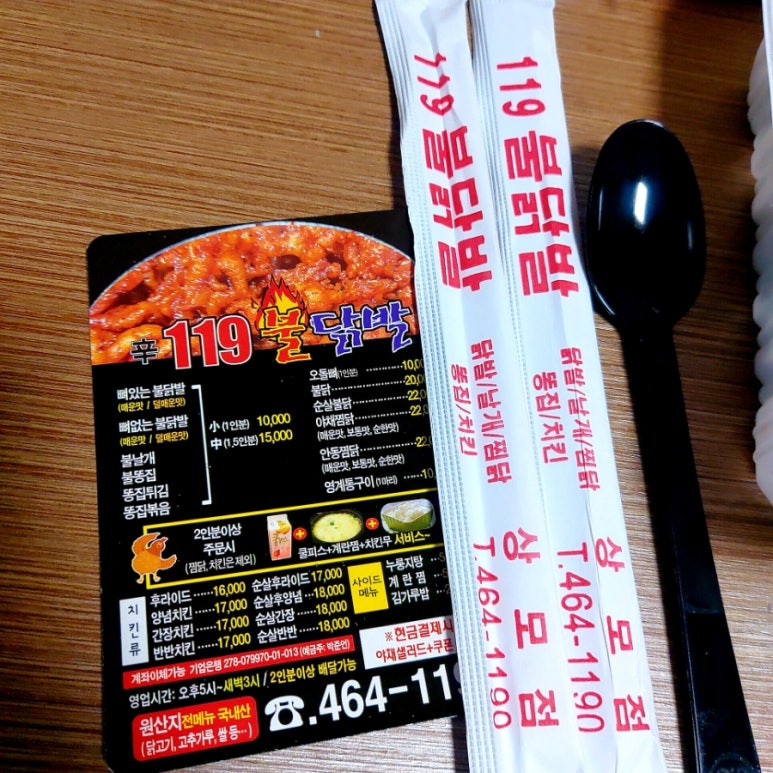 辛 119 불닭발
뼈있는 불닭발
(매운맛 / 덜매운맛)
뼈없는 불닭발
(매운맛 / 덜매운맛)
불날개
불똥집
똥집튀김
똥집볶음
小 (1인분) 10,000
中 (1.5인분) 15,000
오돌뼈(1인분)
불닭
순살불닭
야채찜닭
(매운맛, 보통맛, 순한맛)
안동찜닭
(매운맛, 보통맛, 순한맛)
영계통구이 (1마리)
2인분이상
주문시
(찜닭, 치킨은 제외)
쿨피스+계란찜+치킨무 서비스~
치킨류
후라이드 16,000
양념치킨 17,000
간장치킨 17,000
반반치킨 17,000
순살후라이드 17,000
순살후양념 18,000
순살간장 18,000
순살반반 18,000
사이드
메뉴
누룽지탕
계란찜
김가루밥
계좌이체가능 기업은행 278-079970-01-013 (예금주: 박준언)
※현금결제시
야채샐러드+쿠폰
영업시간: 오후5시~새벽3시 / 2인분이상 배달가능
원산지 전메뉴 국내산
(닭고기, 고추가루, 쌀 등…)
☎.464-119
119 불닭발
닭발/날개/찜닭
똥집/치킨
상모점
T.464-1190
119 불닭발
닭발/날개/찜닭
똥집/치킨
상모점
T.464-1190